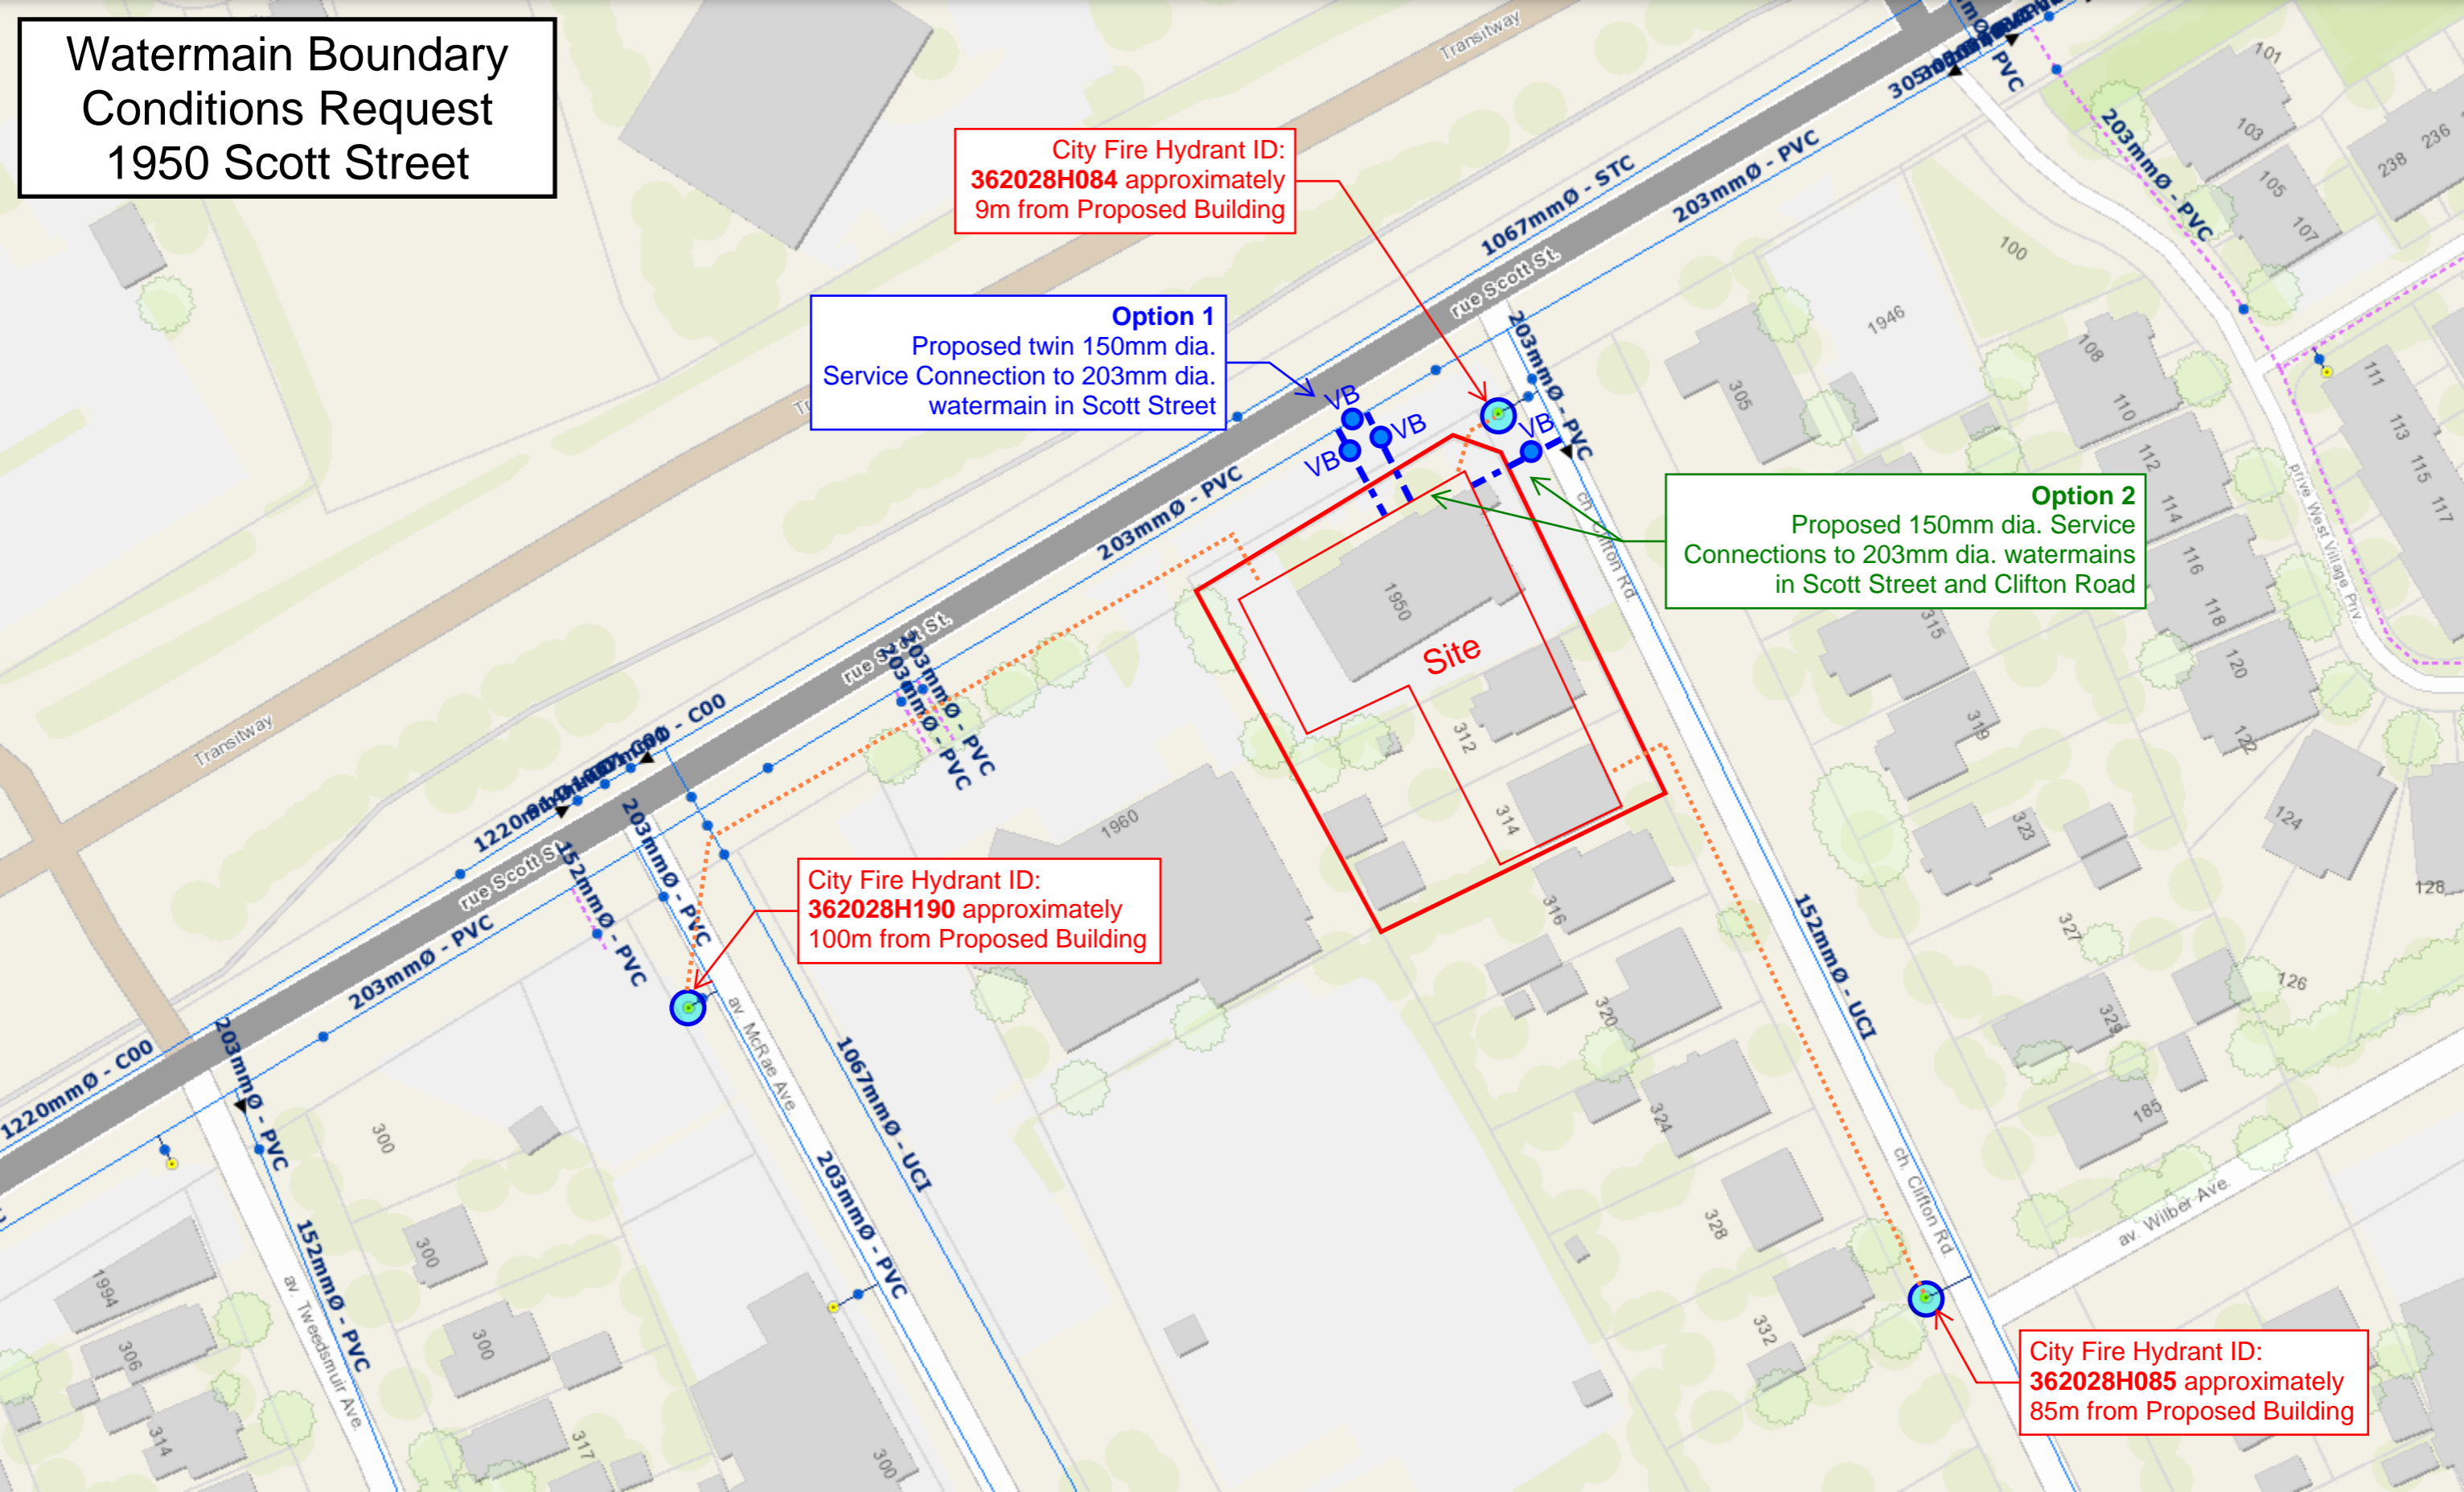 Watermain Boundary
Conditions Request
1950 Scott Street
Transitway
101
103
105
107
236
238
203mmØ - PVC
City Fire Hydrant ID:
362028H084 approximately
9m from Proposed Building
1067mmØ - STC
203mmØ - PVC
rue Scott St.
100
1946
Option 1
Proposed twin 150mm dia.
Service Connection to 203mm dia.
watermain in Scott Street
VB
VB
VB
VB
203mmØ - PVC
203mmØ - PVC
305
108
110
112
114
116
118
120
122
111
113
115
117
privé West Village Priv.
Option 2
Proposed 150mm dia. Service
Connections to 203mm dia. watermains
in Scott Street and Clifton Road
ch. Clifton Rd.
1950
Site
312
314
315
319
323
124
128
126
rue Scott St.
203mmØ - PVC
203mmØ - PVC
Transitway
1960
rue Scott St.
152mmØ - PVC
203mmØ - PVC
203mmØ - PVC
City Fire Hydrant ID:
362028H190 approximately
100m from Proposed Building
316
320
324
328
332
327
329
185
152mmØ - UCI
ch. Clifton Rd.
av. Wilber Ave.
av. McRae Ave.
1067mmØ - UCI
203mmØ - PVC
1220mmØ - C00
203mmØ - PVC
152mmØ - PVC
av. Tweedsmuir Ave.
300
300
300
300
1994
306
314
317
City Fire Hydrant ID:
362028H085 approximately
85m from Proposed Building